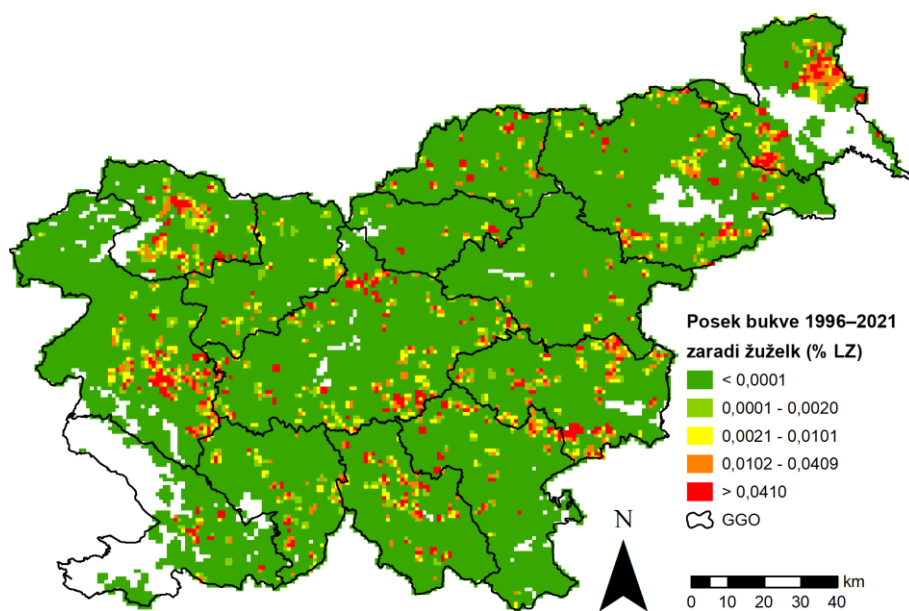 Posek bukve 1996–2021
zaradi žuželk (% LZ)
< 0,0001
0,0001 - 0,0020
0,0021 - 0,0101
0,0102 - 0,0409
> 0,0410
GGO
N
km
0 10 20 30 40